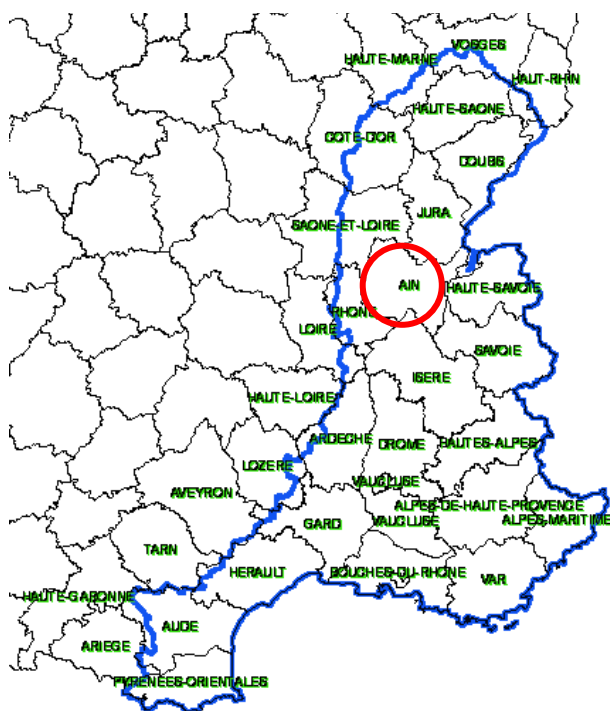 VOSGES
HAUTE-MARNE
HAUT-RHIN
HAUTE-SAONE
COTE-D'OR
DOUBS
JURA
SAONE-ET-LOIRE
AIN
HAUTE-SAVOIE
RHONE
LOIRE
SAVOIE
ISERE
HAUTE-LOIRE
ARDECHE
DROME
HAUTES-ALPES
LOZERE
VAUCLUSE
AVEYRON
ALPES-DE-HAUTE-PROVENCE
GARD
VAUCLUSE
ALPES-MARITIME
TARN
HERAULT
BOUCHES-DU-RHONE
VAR
HAUTE-GARONNE
AUDE
ARIEGE
PYRENEES-ORIENTALES